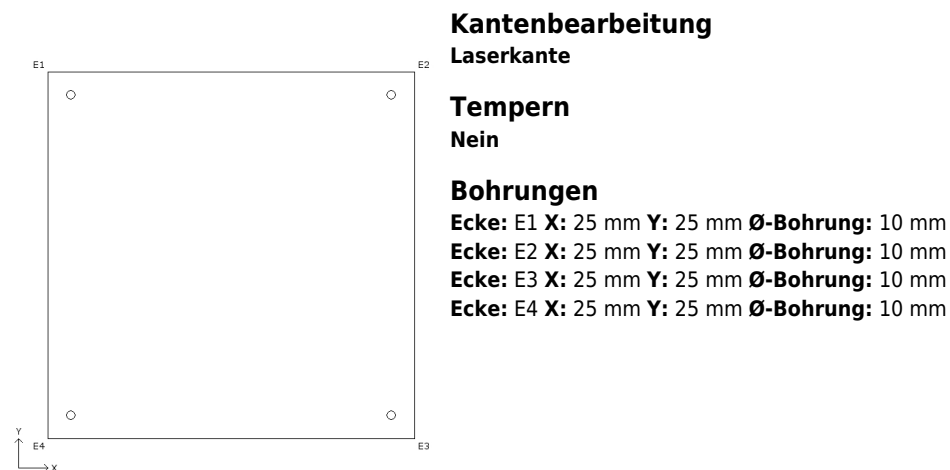 Kantenbearbeitung
Laserkante
Tempern
Nein
Bohrungen
Ecke: E1 X: 25 mm Y: 25 mm Ø-Bohrung: 10 mm
Ecke: E2 X: 25 mm Y: 25 mm Ø-Bohrung: 10 mm
Ecke: E3 X: 25 mm Y: 25 mm Ø-Bohrung: 10 mm
Ecke: E4 X: 25 mm Y: 25 mm Ø-Bohrung: 10 mm
E1
E2
E4
E3
Y
X